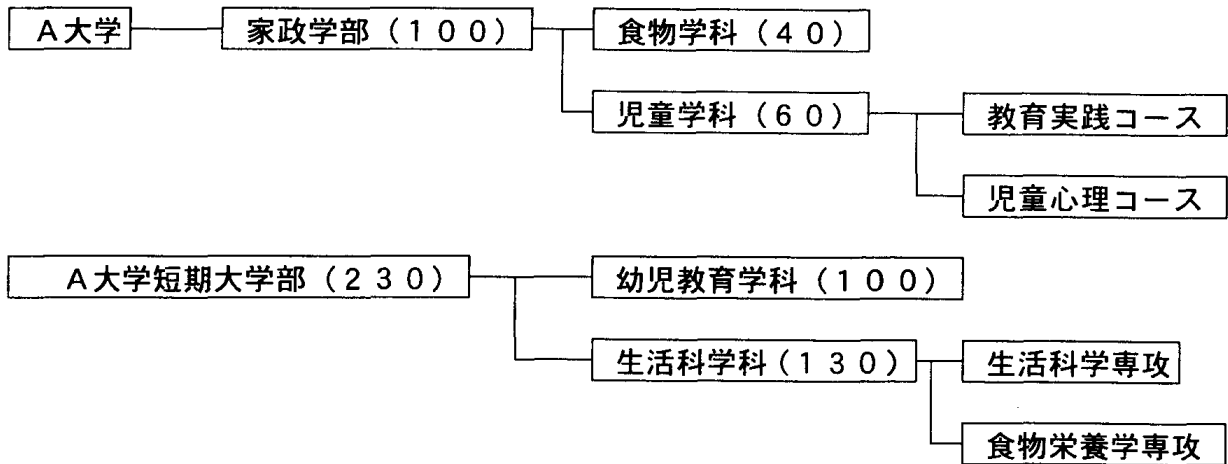 A大学
家政学部（１００）
食物学科（４０）
児童学科（６０）
教育実践コース
児童心理コース
A大学短期大学部（２３０）
幼児教育学科（１００）
生活科学科（１３０）
生活科学専攻
食物栄養学専攻